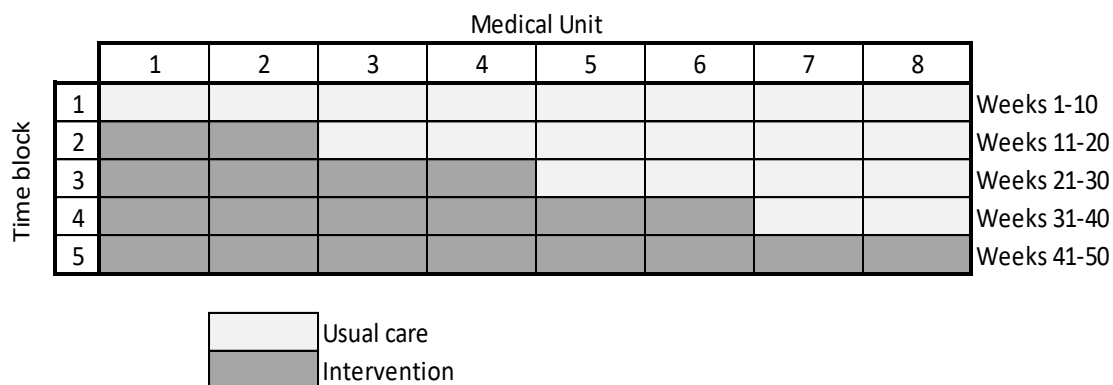 Medical Unit
1 2 3 4 5 6 7 8
Time block
1 Weeks 1-10
2 Weeks 11-20
3 Weeks 21-30
4 Weeks 31-40
5 Weeks 41-50
Usual care
Intervention